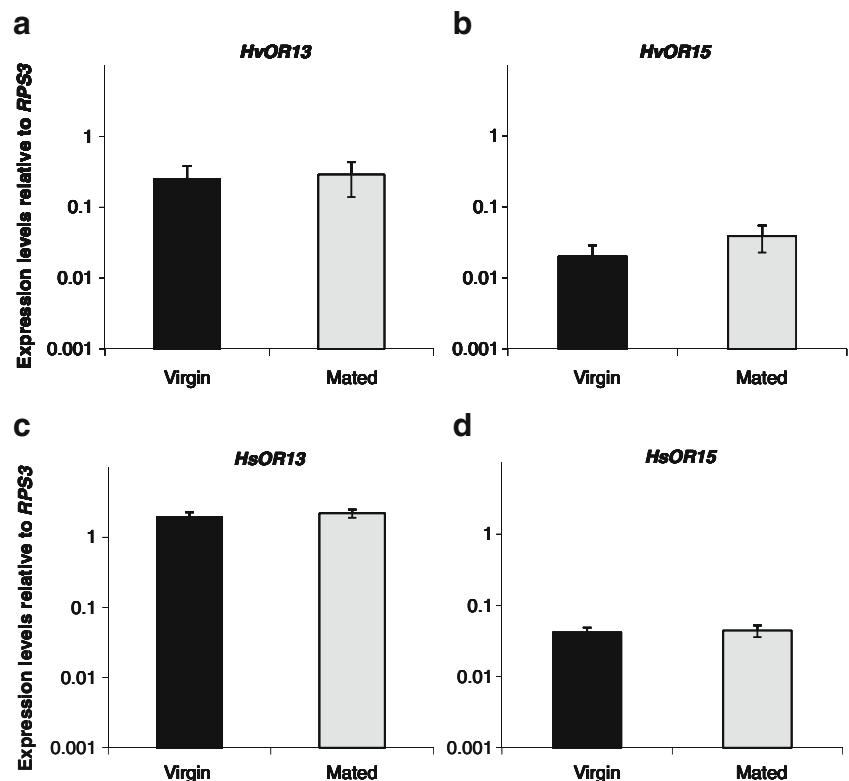 a
HvOR13
Expression levels relative to RPS3
1
0.1
0.01
0.001
Virgin
Mated
b
HvOR15
1
0.1
0.01
0.001
Virgin
Mated
c
HsOR13
Expression levels relative to RPS3
1
0.1
0.01
0.001
Virgin
Mated
d
HsOR15
1
0.1
0.01
0.001
Virgin
Mated